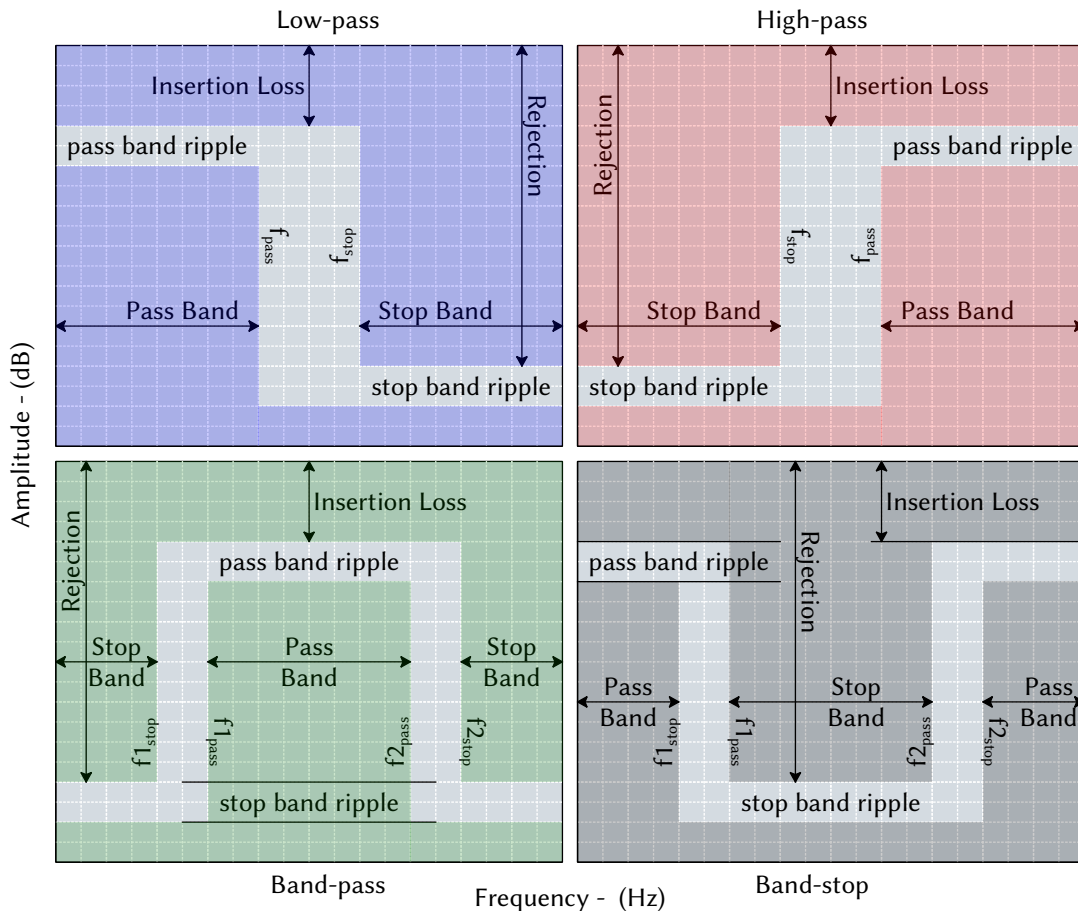 Low-pass
High-pass
Insertion Loss
Rejection
pass band ripple
fpass
fstop
Pass Band
Stop Band
stop band ripple
Insertion Loss
Rejection
pass band ripple
fstop
fpass
Stop Band
Pass Band
stop band ripple
Amplitude - (dB)
Rejection
Insertion Loss
pass band ripple
Stop
Band
Pass
Band
Stop
Band
f1stop
f1pass
f2pass
f2stop
stop band ripple
Insertion Loss
Rejection
pass band ripple
Pass
Band
Stop
Band
Pass
Band
f1stop
f1pass
f2pass
f2stop
stop band ripple
Band-pass
Frequency - (Hz)
Band-stop